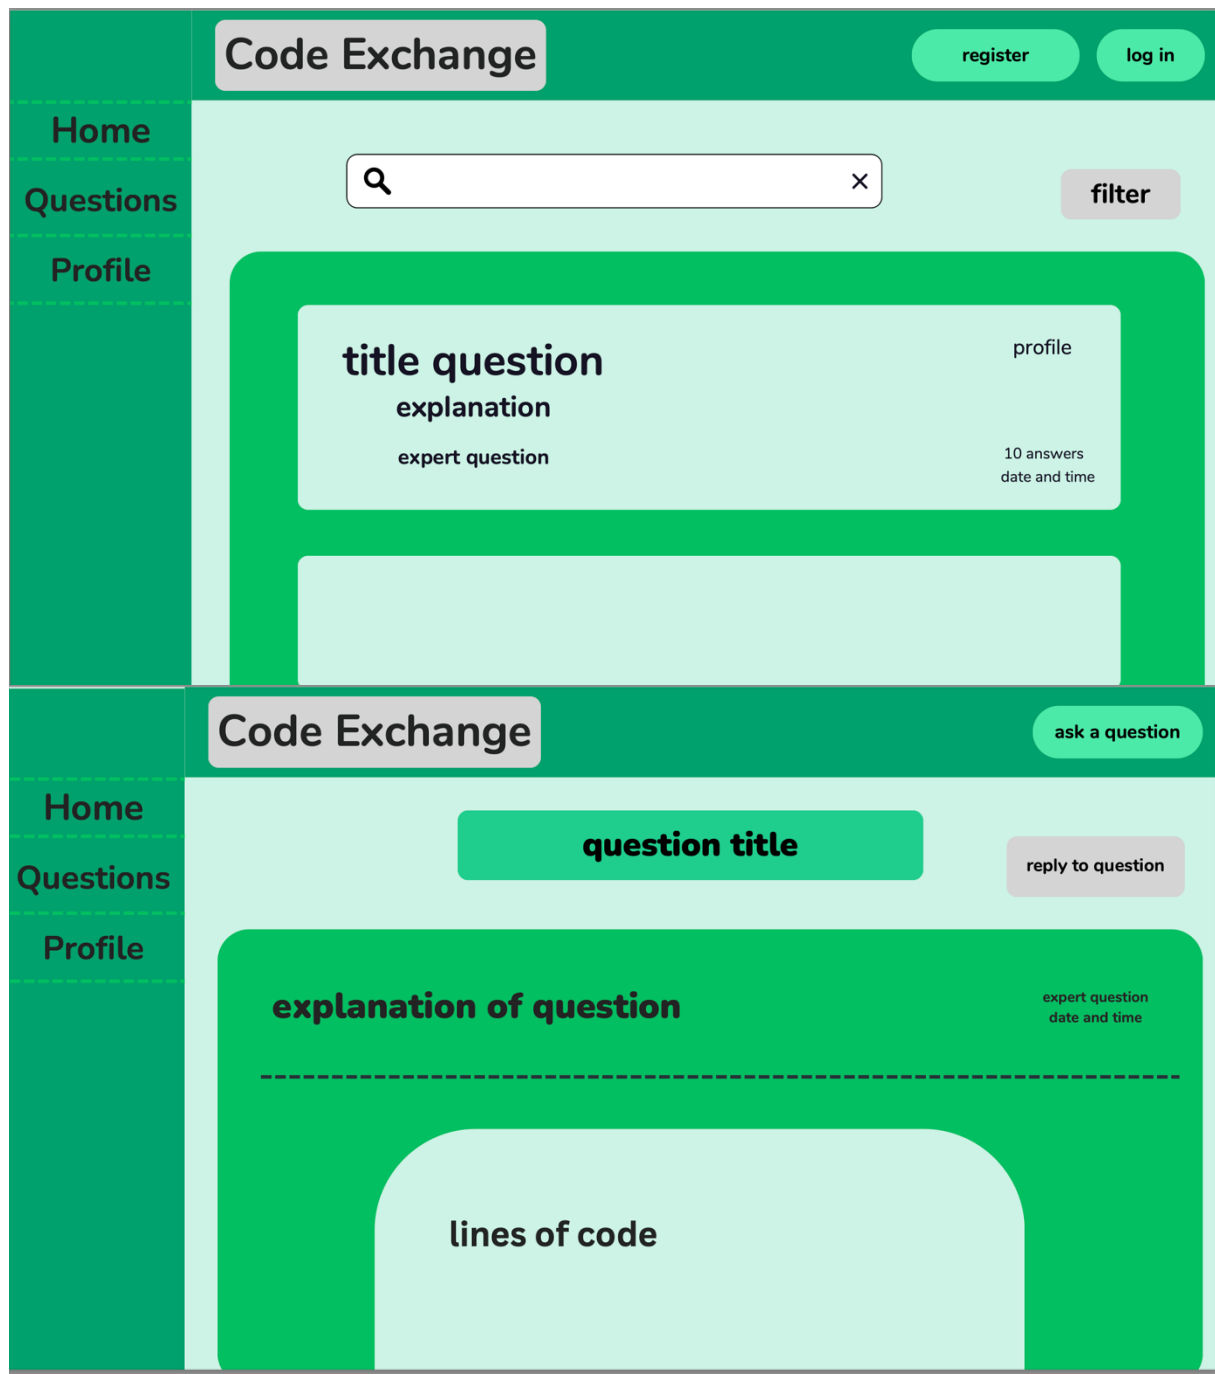 Code Exchange
register
log in
Home
Questions
Profile
filter
title question
profile
explanation
expert question
10 answers
date and time
Code Exchange
ask a question
Home
Questions
Profile
question title
reply to question
explanation of question
expert question
date and time
lines of code